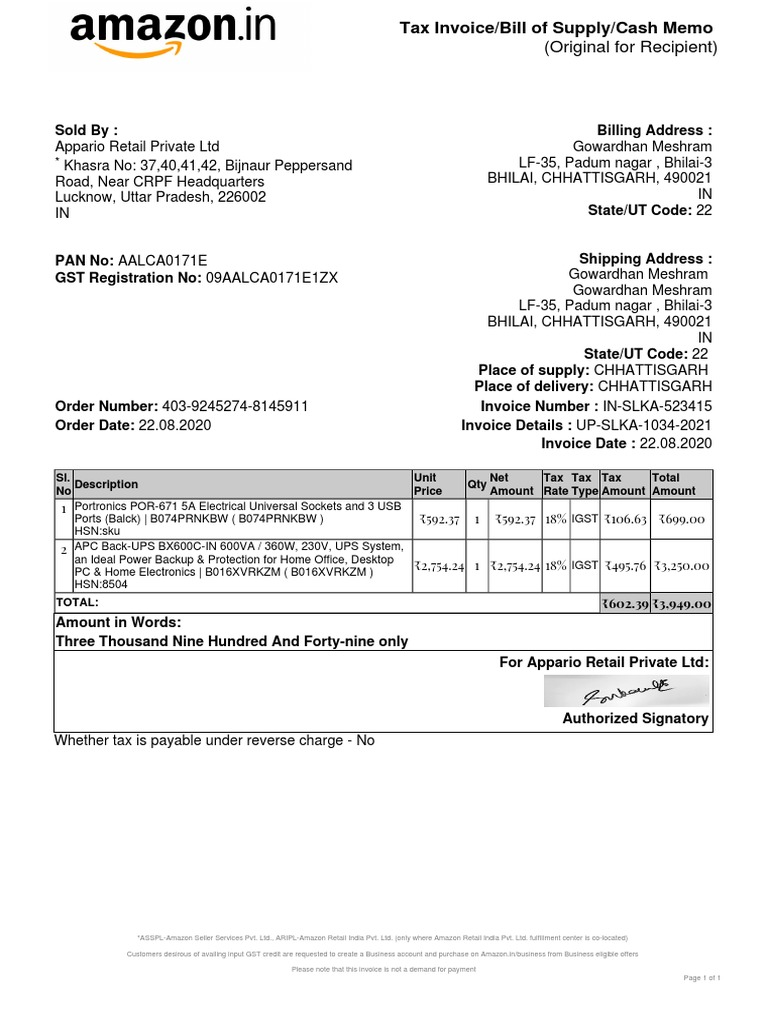 amazon.in
Tax Invoice/Bill of Supply/Cash Memo
(Original for Recipient)
Sold By :
Appario Retail Private Ltd
* Khasra No: 37,40,41,42, Bijnaur Peppersand
Road, Near CRPF Headquarters
Lucknow, Uttar Pradesh, 226002
IN
Billing Address :
Gowardhan Meshram
LF-35, Padum nagar , Bhilai-3
BHILAI, CHHATTISGARH, 490021
IN
State/UT Code: 22
PAN No: AALCA0171E
GST Registration No: 09AALCA0171E1ZX
Shipping Address :
Gowardhan Meshram
Gowardhan Meshram
LF-35, Padum nagar , Bhilai-3
BHILAI, CHHATTISGARH, 490021
IN
State/UT Code: 22
Place of supply: CHHATTISGARH
Place of delivery: CHHATTISGARH
Order Number: 403-9245274-8145911
Order Date: 22.08.2020
Invoice Number : IN-SLKA-523415
Invoice Details : UP-SLKA-1034-2021
Invoice Date : 22.08.2020
Sl. No Description Unit Price Qty Net Amount Tax Rate Tax Type Tax Amount Total Amount
1 Portronics POR-671 5A Electrical Universal Sockets and 3 USB
Ports (Balck) | B074PRNKBW ( B074PRNKBW )
HSN:sku
₹592.37 1 ₹592.37 18% IGST ₹106.63 ₹699.00
2 APC Back-UPS BX600C-IN 600VA / 360W, 230V, UPS System,
an Ideal Power Backup & Protection for Home Office, Desktop
PC & Home Electronics | B016XVRKZM ( B016XVRKZM )
HSN:8504
₹2,754.24 1 ₹2,754.24 18% IGST ₹495.76 ₹3,250.00
TOTAL: ₹602.39 ₹3,949.00
Amount in Words:
Three Thousand Nine Hundred And Forty-nine only
For Appario Retail Private Ltd:
Authorized Signatory
Whether tax is payable under reverse charge - No
*ASSPL-Amazon Seller Services Pvt. Ltd., ARIPL-Amazon Retail India Pvt. Ltd. (only where Amazon Retail India Pvt. Ltd. fulfillment center is co-located)
Customers desirous of availing input GST credit are requested to create a Business account and purchase on Amazon.in/business from Business eligible offers
Please note that this invoice is not a demand for payment
Page 1 of 1